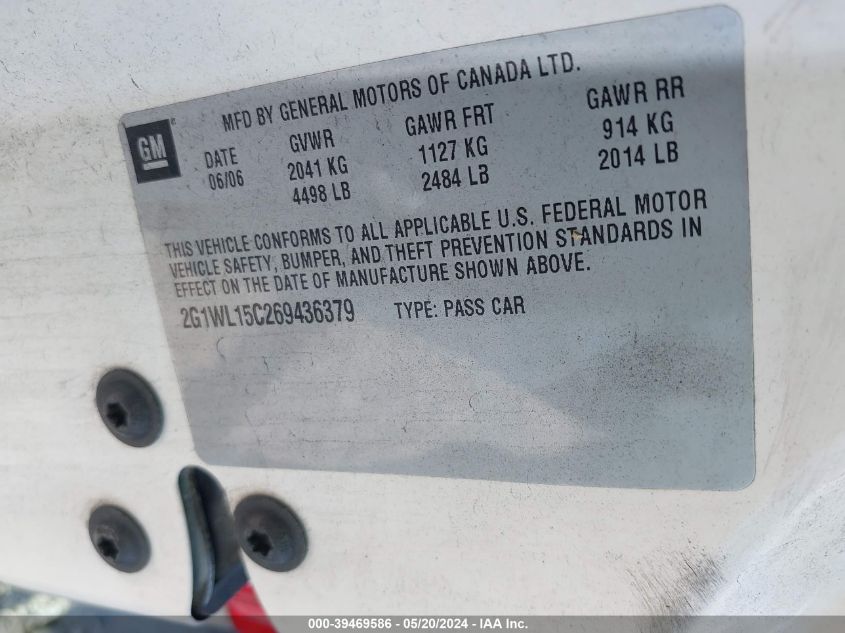 MFD BY GENERAL MOTORS OF CANADA LTD.
GM
DATE GVWR GAWR FRT GAWR RR
06/06 2041 KG 1127 KG 914 KG
4498 LB 2484 LB 2014 LB
THIS VEHICLE CONFORMS TO ALL APPLICABLE U.S. FEDERAL MOTOR
VEHICLE SAFETY, BUMPER, AND THEFT PREVENTION STANDARDS IN
EFFECT ON THE DATE OF MANUFACTURE SHOWN ABOVE.
2G1WL15C269436379 TYPE: PASS CAR
000-39469586 - 05/20/2024 - IAA Inc.